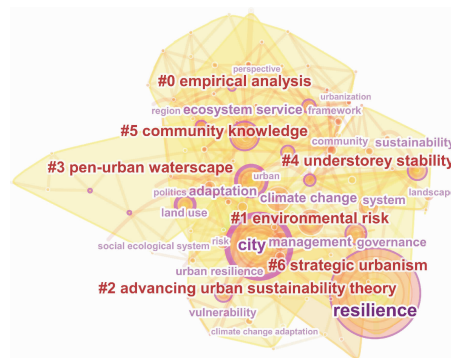 perspective
#0 empirical analysis
urbanization
region ecosystem service framework
#5 community knowledge
community sustainability
#3 pen-urban waterscape #4 understorey stability
urban
politics adaptation climate change system landscape
land use
#1 environmental risk
social ecological system risk city management governance
urban resilience #6 strategic urbanism
#2 advancing urban sustainability theory
vulnerability resilience
climate change adaptation